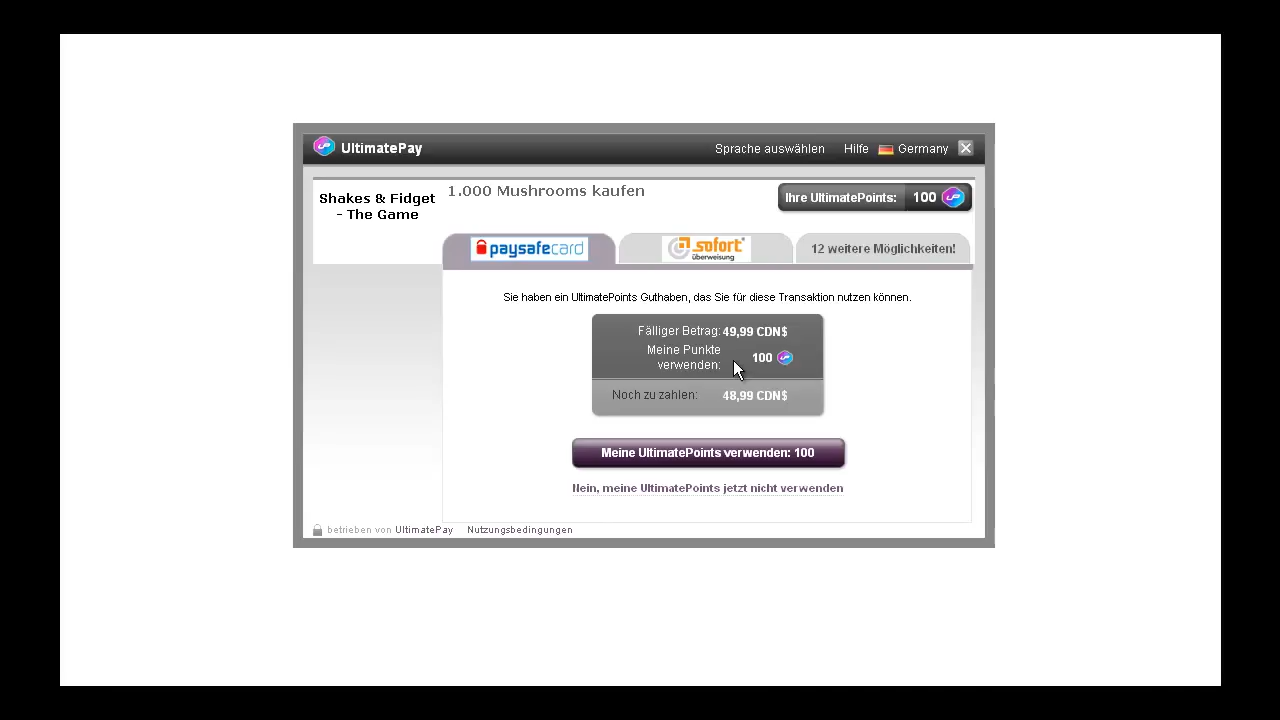 UltimatePay
Sprache auswählen Hilfe Germany
Shakes & Fidget
- The Game
1.000 Mushrooms kaufen
Ihre UltimatePoints: 100
paysafecard
sofort
überweisung
12 weitere Möglichkeiten!
Sie haben ein UltimatePoints Guthaben, das Sie für diese Transaktion nutzen können.
Fälliger Betrag: 49,99 CDN$
Meine Punkte
verwenden: 100
Noch zu zahlen: 48,99 CDN$
Meine UltimatePoints verwenden: 100
Nein, meine UltimatePoints jetzt nicht verwenden
betrieben von UltimatePay Nutzungsbedingungen